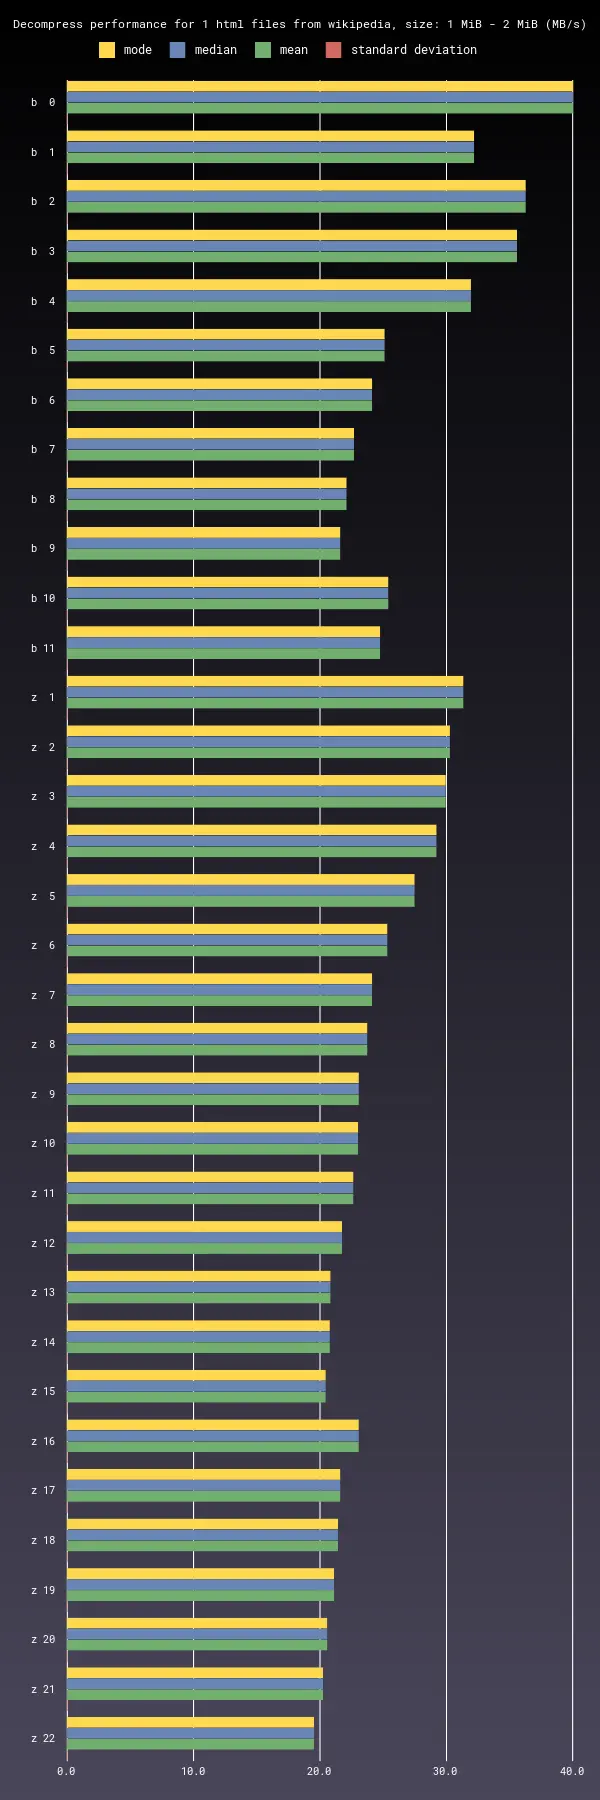 Decompress performance for 1 html files from wikipedia, size: 1 MiB - 2 MiB (MB/s)
mode median mean standard deviation
b 0
b 1
b 2
b 3
b 4
b 5
b 6
b 7
b 8
b 9
b 10
b 11
z 1
z 2
z 3
z 4
z 5
z 6
z 7
z 8
z 9
z 10
z 11
z 12
z 13
z 14
z 15
z 16
z 17
z 18
z 19
z 20
z 21
z 22
0.0 10.0 20.0 30.0 40.0